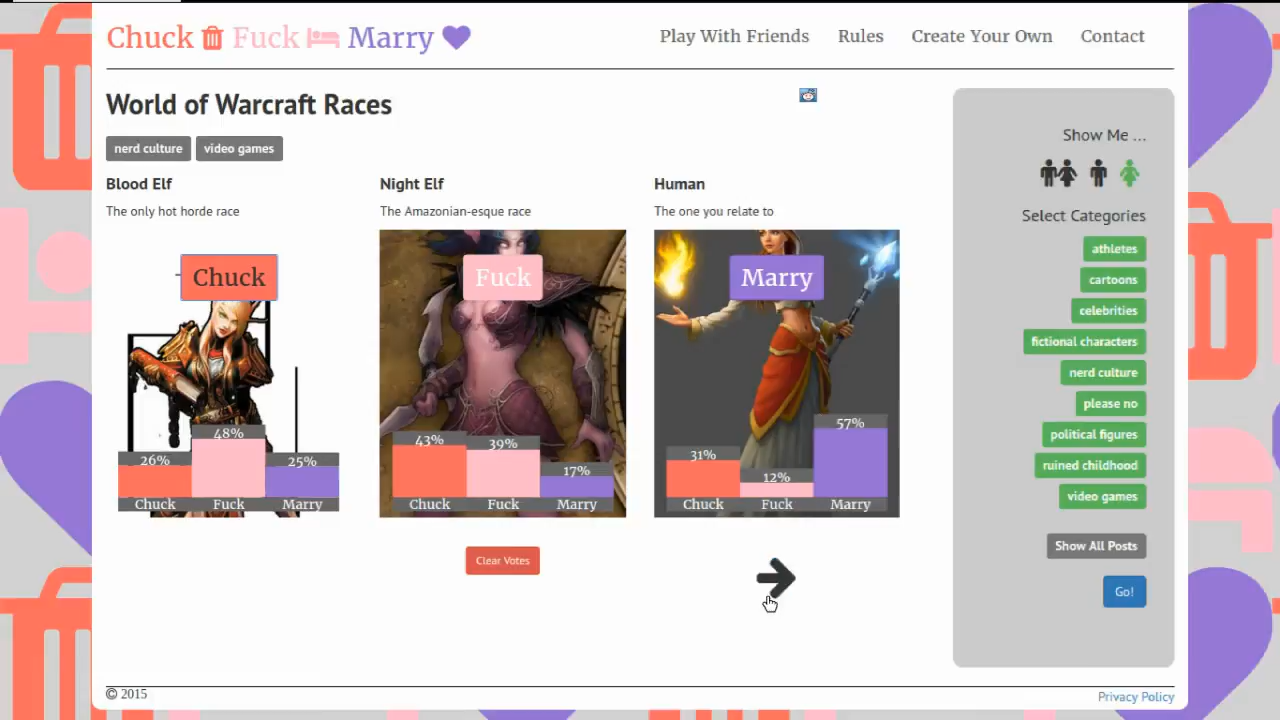 Chuck Fuck Marry
Play With Friends Rules Create Your Own Contact
World of Warcraft Races
nerd culture video games
Blood Elf
The only hot horde race
Chuck
26% 48% 25%
Chuck Fuck Marry
Night Elf
The Amazonian-esque race
Fuck
43% 39% 17%
Chuck Fuck Marry
Human
The one you relate to
Marry
31% 12% 57%
Chuck Fuck Marry
Clear Votes
Show Me ...
Select Categories
athletes
cartoons
celebrities
fictional characters
nerd culture
please no
political figures
ruined childhood
video games
Show All Posts
Go!
© 2015
Privacy Policy